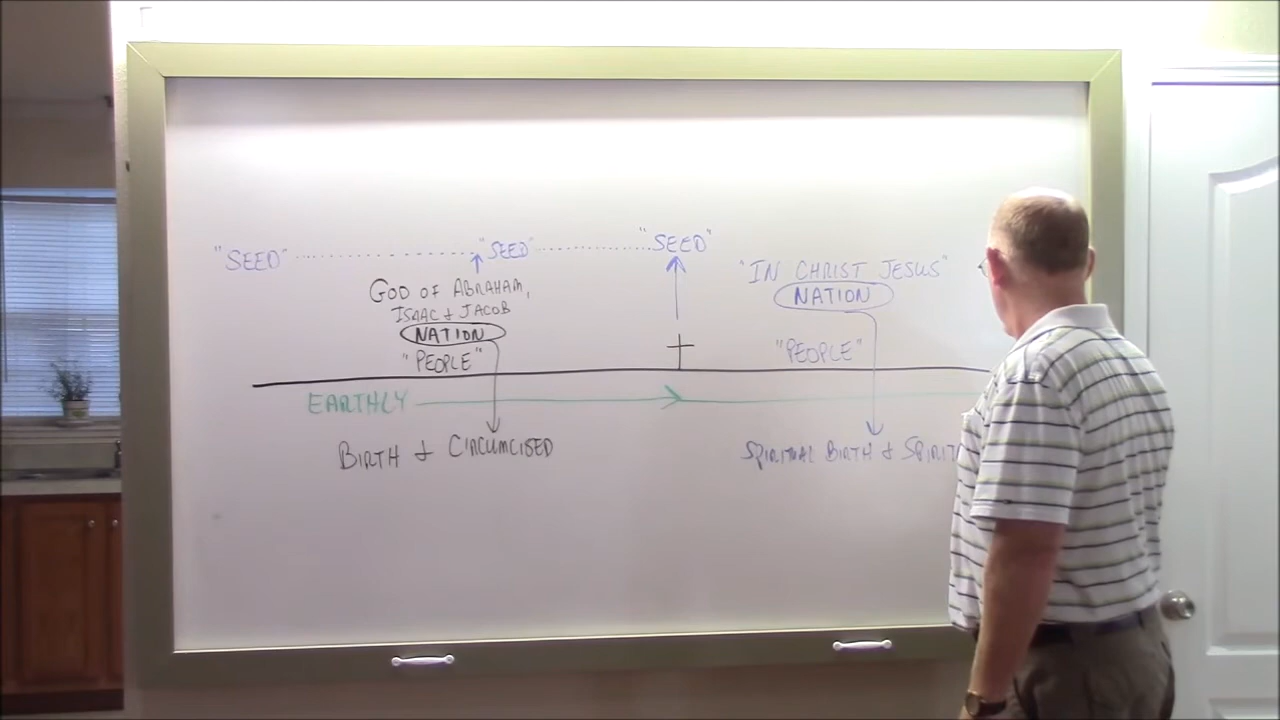 "SEED" "SEED" "SEED"
GOD OF ABRAHAM,
ISAAC & JACOB
NATION
"PEOPLE"
"IN CHRIST JESUS"
NATION
"PEOPLE"
EARTHLY
BIRTH & CIRCUMCISED
SPIRITUAL BIRTH &